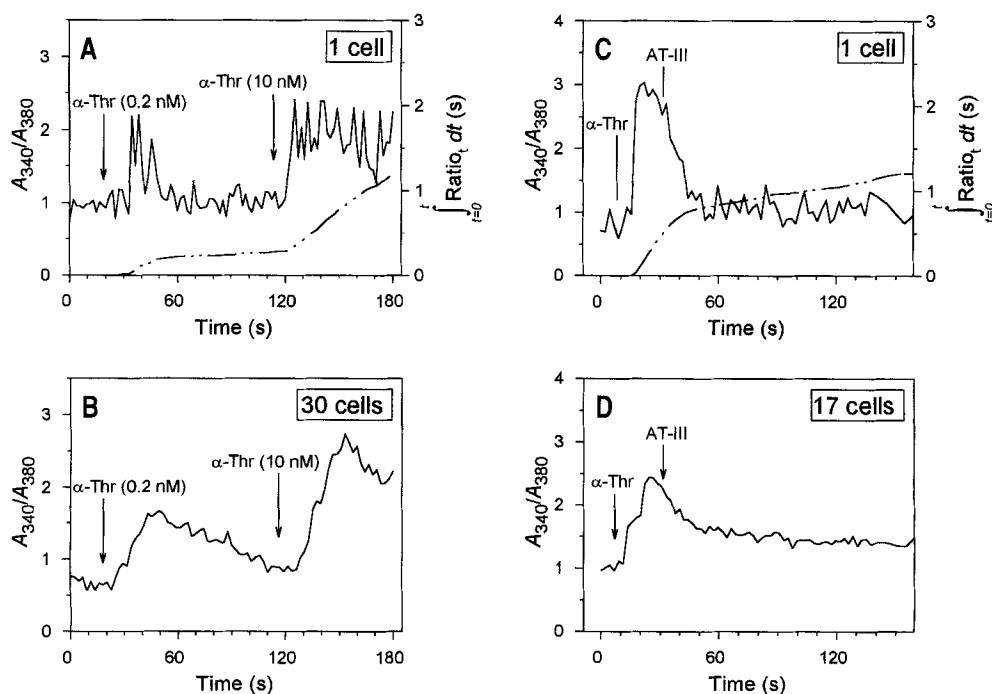 A
1 cell
α-Thr (0.2 nM)
α-Thr (10 nM)
A340/A380
3
2
1
0
3
2
1
0
t∫t=0 Ratiot dt (s)
0
60
120
180
Time (s)
C
1 cell
AT-III
α-Thr
A340/A380
4
3
2
1
0
3
2
1
0
t∫t=0 Ratiot dt (s)
0
60
120
Time (s)
B
30 cells
α-Thr (0.2 nM)
α-Thr (10 nM)
A340/A380
3
2
1
0
0
60
120
180
Time (s)
D
17 cells
AT-III
α-Thr
A340/A380
4
3
2
1
0
0
60
120
Time (s)